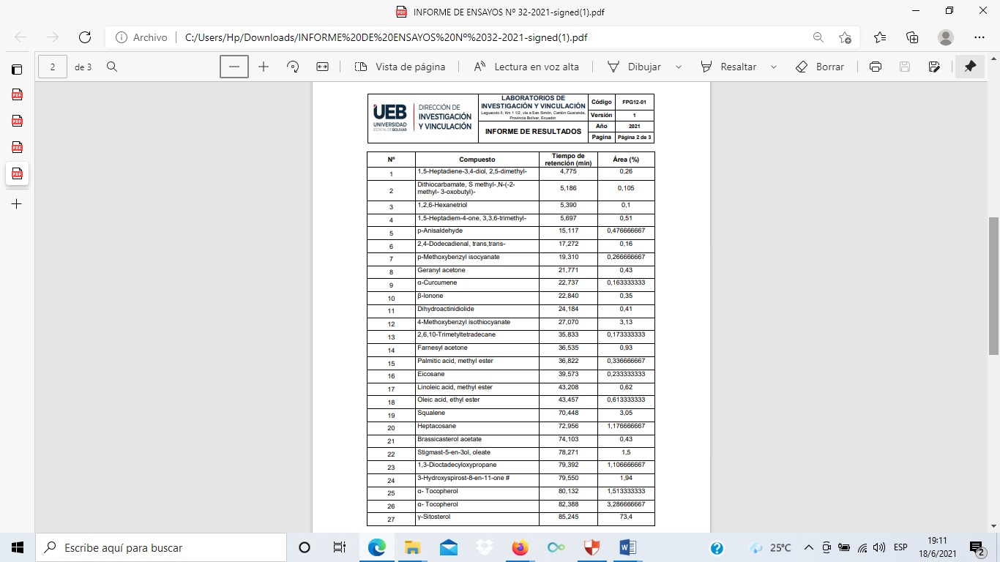 INFORME DE ENSAYOS Nº 32-2021-signed(1).pdf
Archivo C:/Users/Hp/Downloads/INFORME%20DE%20ENSAYOS%20Nº%2032-2021-signed(1).pdf
2 de 3 Vista de página Lectura en voz alta Dibujar Resaltar Borrar
UEB
UNIVERSIDAD
ESTATAL DE BOLIVAR
DIRECCIÓN DE
INVESTIGACIÓN
Y VINCULACIÓN
LABORATORIOS DE
INVESTIGACIÓN Y VINCULACIÓN
Laguacoto II, Km 1 1/2, vía a San Simón, Cantón Guaranda,
Provincia Bolívar, Ecuador.
INFORME DE RESULTADOS
Código FPG12-01
Versión 1
Año 2021
Pagina Página 2 de 3
Nº Compuesto Tiempo de retención (min) Área (%)
1 1,5-Heptadiene-3,4-diol, 2,5-dimethyl- 4,775 0,26
2 Dithiocarbamate, S methyl-,N-(-2-
methyl- 3-oxobutyl)- 5,186 0,105
3 1,2,6-Hexanetriol 5,390 0,1
4 1,5-Heptadiem-4-one, 3,3,6-trimethyl- 5,697 0,51
5 p-Anisaldehyde 15,117 0,476666667
6 2,4-Dodecadienal, trans,trans- 17,272 0,16
7 p-Methoxybenzyl isocyanate 19,310 0,266666667
8 Geranyl acetone 21,771 0,43
9 α-Curcumene 22,737 0,163333333
10 β-Ionone 22,840 0,35
11 Dihydroactinidiolide 24,184 0,41
12 4-Methoxybenzyl isothiocyanate 27,070 3,13
13 2,6,10-Trimetyltetradecane 35,833 0,173333333
14 Farnesyl acetone 36,535 0,93
15 Palmitic acid, methyl ester 36,822 0,336666667
16 Eicosane 39,573 0,233333333
17 Linoleic acid, methyl ester 43,208 0,62
18 Oleic acid, ethyl ester 43,457 0,613333333
19 Squalene 70,448 3,05
20 Heptacosane 72,956 1,176666667
21 Brassicasterol acetate 74,103 0,43
22 Stigmast-5-en-3ol, oleate 78,271 1,5
23 1,3-Dioctadecyloxypropane 79,392 1,106666667
24 3-Hydroxyspirost-8-en-11-one # 79,550 1,94
25 α- Tocopherol 80,132 1,513333333
26 α- Tocopherol 82,388 3,286666667
27 γ-Sitosterol 85,245 73,4
Escribe aquí para buscar 25°C ESP 19:11
18/6/2021 2